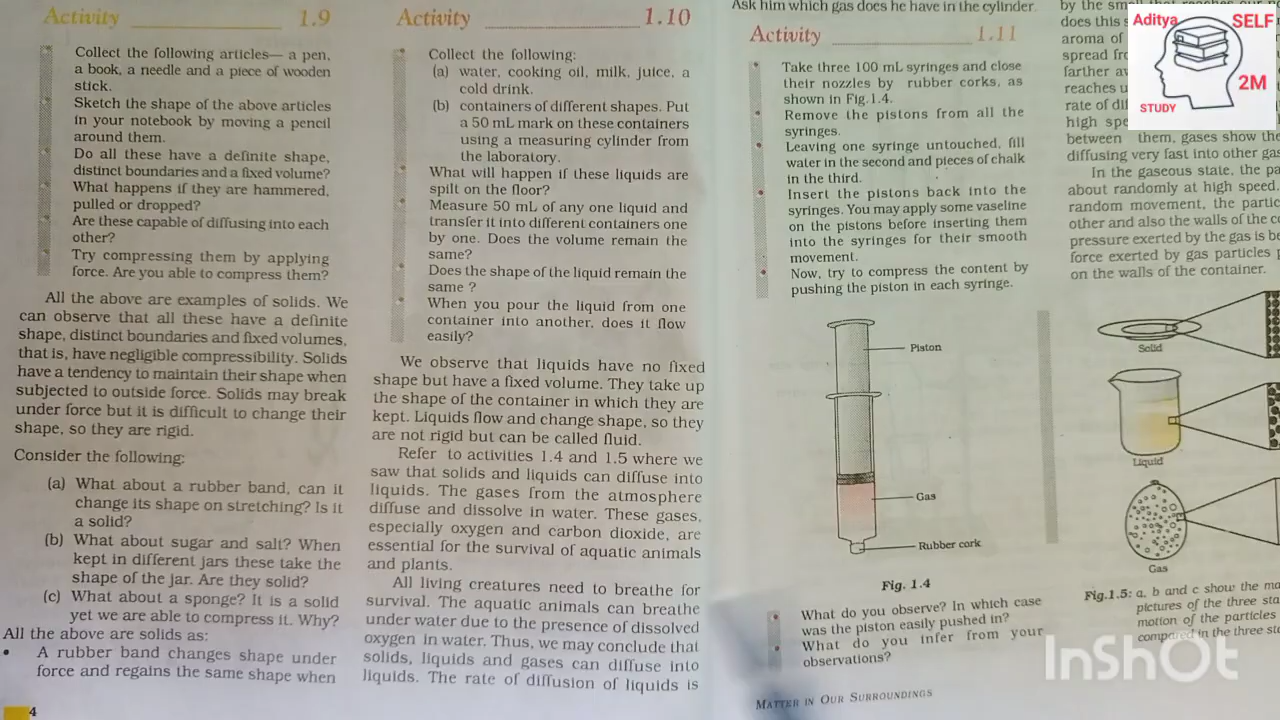 Activity 1.9
Collect the following articles— a pen,
a book, a needle and a piece of wooden
stick.
Sketch the shape of the above articles
in your notebook by moving a pencil
around them.
Do all these have a definite shape,
distinct boundaries and a fixed volume?
What happens if they are hammered,
pulled or dropped?
Are these capable of diffusing into each
other?
Try compressing them by applying
force. Are you able to compress them?
All the above are examples of solids. We
can observe that all these have a definite
shape, distinct boundaries and fixed volumes,
that is, have negligible compressibility. Solids
have a tendency to maintain their shape when
subjected to outside force. Solids may break
under force but it is difficult to change their
shape, so they are rigid.
Consider the following:
(a) What about a rubber band, can it
change its shape on stretching? Is it
a solid?
(b) What about sugar and salt? When
kept in different jars these take the
shape of the jar. Are they solid?
(c) What about a sponge? It is a solid
yet we are able to compress it. Why?
All the above are solids as:
• A rubber band changes shape under
force and regains the same shape when
4
Activity 1.10
Collect the following:
(a) water, cooking oil, milk, juice, a
cold drink.
(b) containers of different shapes. Put
a 50 mL mark on these containers
using a measuring cylinder from
the laboratory.
What will happen if these liquids are
spilt on the floor?
Measure 50 mL of any one liquid and
transfer it into different containers one
by one. Does the volume remain the
same?
Does the shape of the liquid remain the
same ?
When you pour the liquid from one
container into another, does it flow
easily?
We observe that liquids have no fixed
shape but have a fixed volume. They take up
the shape of the container in which they are
kept. Liquids flow and change shape, so they
are not rigid but can be called fluid.
Refer to activities 1.4 and 1.5 where we
saw that solids and liquids can diffuse into
liquids. The gases from the atmosphere
diffuse and dissolve in water. These gases,
especially oxygen and carbon dioxide, are
essential for the survival of aquatic animals
and plants.
All living creatures need to breathe for
survival. The aquatic animals can breathe
under water due to the presence of dissolved
oxygen in water. Thus, we may conclude that
solids, liquids and gases can diffuse into
liquids. The rate of diffusion of liquids is
Ask him which gas does he have in the cylinder
Activity 1.11
Take three 100 mL syringes and close
their nozzles by rubber corks, as
shown in Fig.1.4.
Remove the pistons from all the
syringes.
Leaving one syringe untouched, fill
water in the second and pieces of chalk
in the third.
Insert the pistons back into the
syringes. You may apply some vaseline
on the pistons before inserting them
into the syringes for their smooth
movement.
Now, try to compress the content by
pushing the piston in each syringe.
Piston
Gas
Rubber cork
Fig. 1.4
What do you observe? In which case
was the piston easily pushed in?
What do you infer from your
observations?
MATTER IN OUR SURROUNDINGS
by the
does this
aroma of
spread
farther
reaches
rate of
high
between them, gases show
diffusing very fast into other
In the gaseous state, the
about randomly at high speed.
random movement, the
other and also the walls of the
pressure exerted by the gas is
force exerted by gas particles
on the walls of the container.
Solid
Liquid
Gas
Fig.1.5: a, b and c show the
pictures of the three
motion of the particles
compared in the three
Aditya SELF
2M
STUDY
InShOt